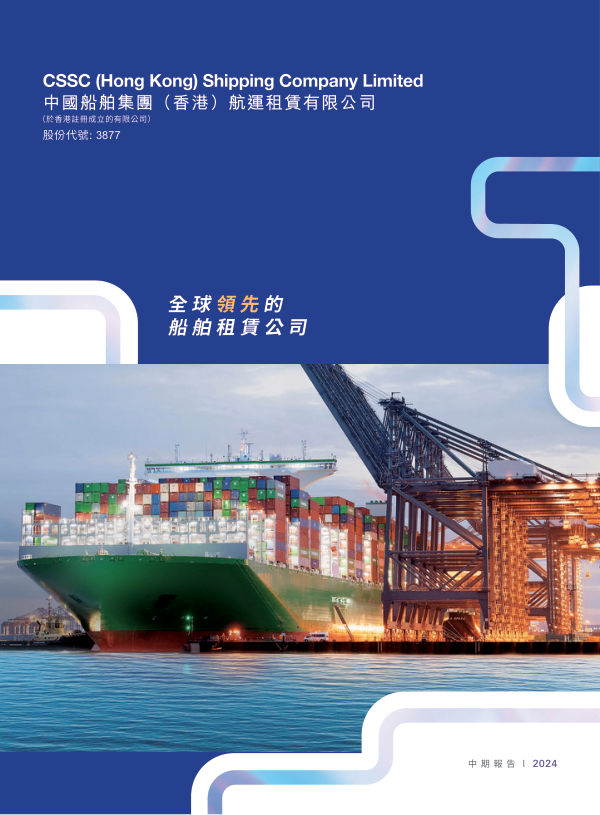 CSSC (Hong Kong) Shipping Company Limited
中國船舶集團（香港）航運租賃有限公司
(於香港註冊成立的有限公司)
股份代號: 3877
全球領先的
船舶租賃公司
中期報告 | 2024